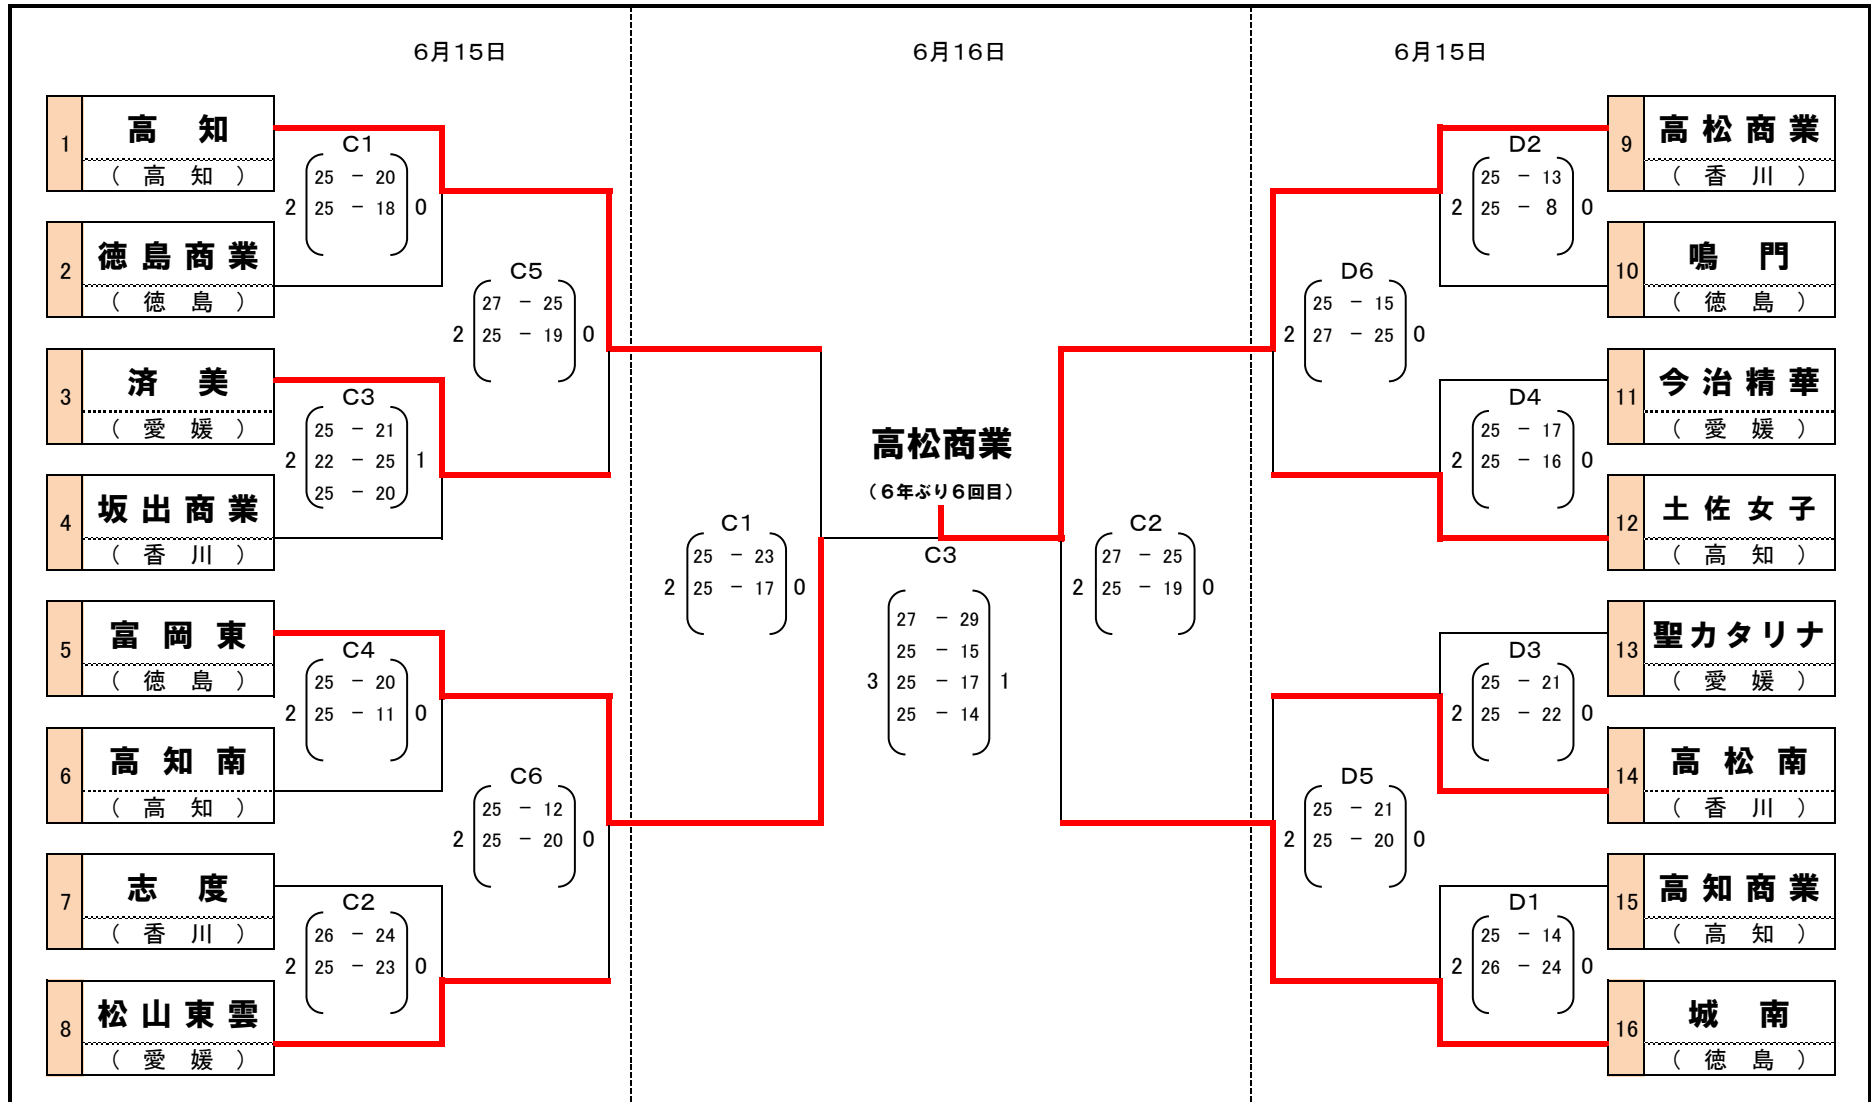 6月15日
6月16日
6月15日
1
高 知
( 高 知 )
2
徳島商業
( 徳 島 )
3
済 美
( 愛 媛 )
4
坂出商業
( 香 川 )
5
富岡東
( 徳 島 )
6
高知南
( 高 知 )
7
志 度
( 香 川 )
8
松山東雲
( 愛 媛 )
C1
25 - 20
2 25 - 18 0
C3
25 - 21
2 22 - 25 1
25 - 20
C4
25 - 20
2 25 - 11 0
C2
26 - 24
2 25 - 23 0
C5
27 - 25
2 25 - 19 0
C6
25 - 12
2 25 - 20 0
C1
25 - 23
2 25 - 17 0
高松商業
(6年ぶり6回目)
C3
27 - 29
25 - 15
3 25 - 17 1
25 - 14
C2
27 - 25
2 25 - 19 0
D6
25 - 15
2 27 - 25 0
D5
25 - 21
2 25 - 20 0
D2
25 - 13
2 25 - 8 0
D4
25 - 17
2 25 - 16 0
D3
25 - 21
2 25 - 22 0
D1
25 - 14
2 26 - 24 0
9
高松商業
( 香 川 )
10
鳴 門
( 徳 島 )
11
今治精華
( 愛 媛 )
12
土佐女子
( 高 知 )
13
聖カタリナ
( 愛 媛 )
14
高松南
( 香 川 )
15
高知商業
( 高 知 )
16
城 南
( 徳 島 )